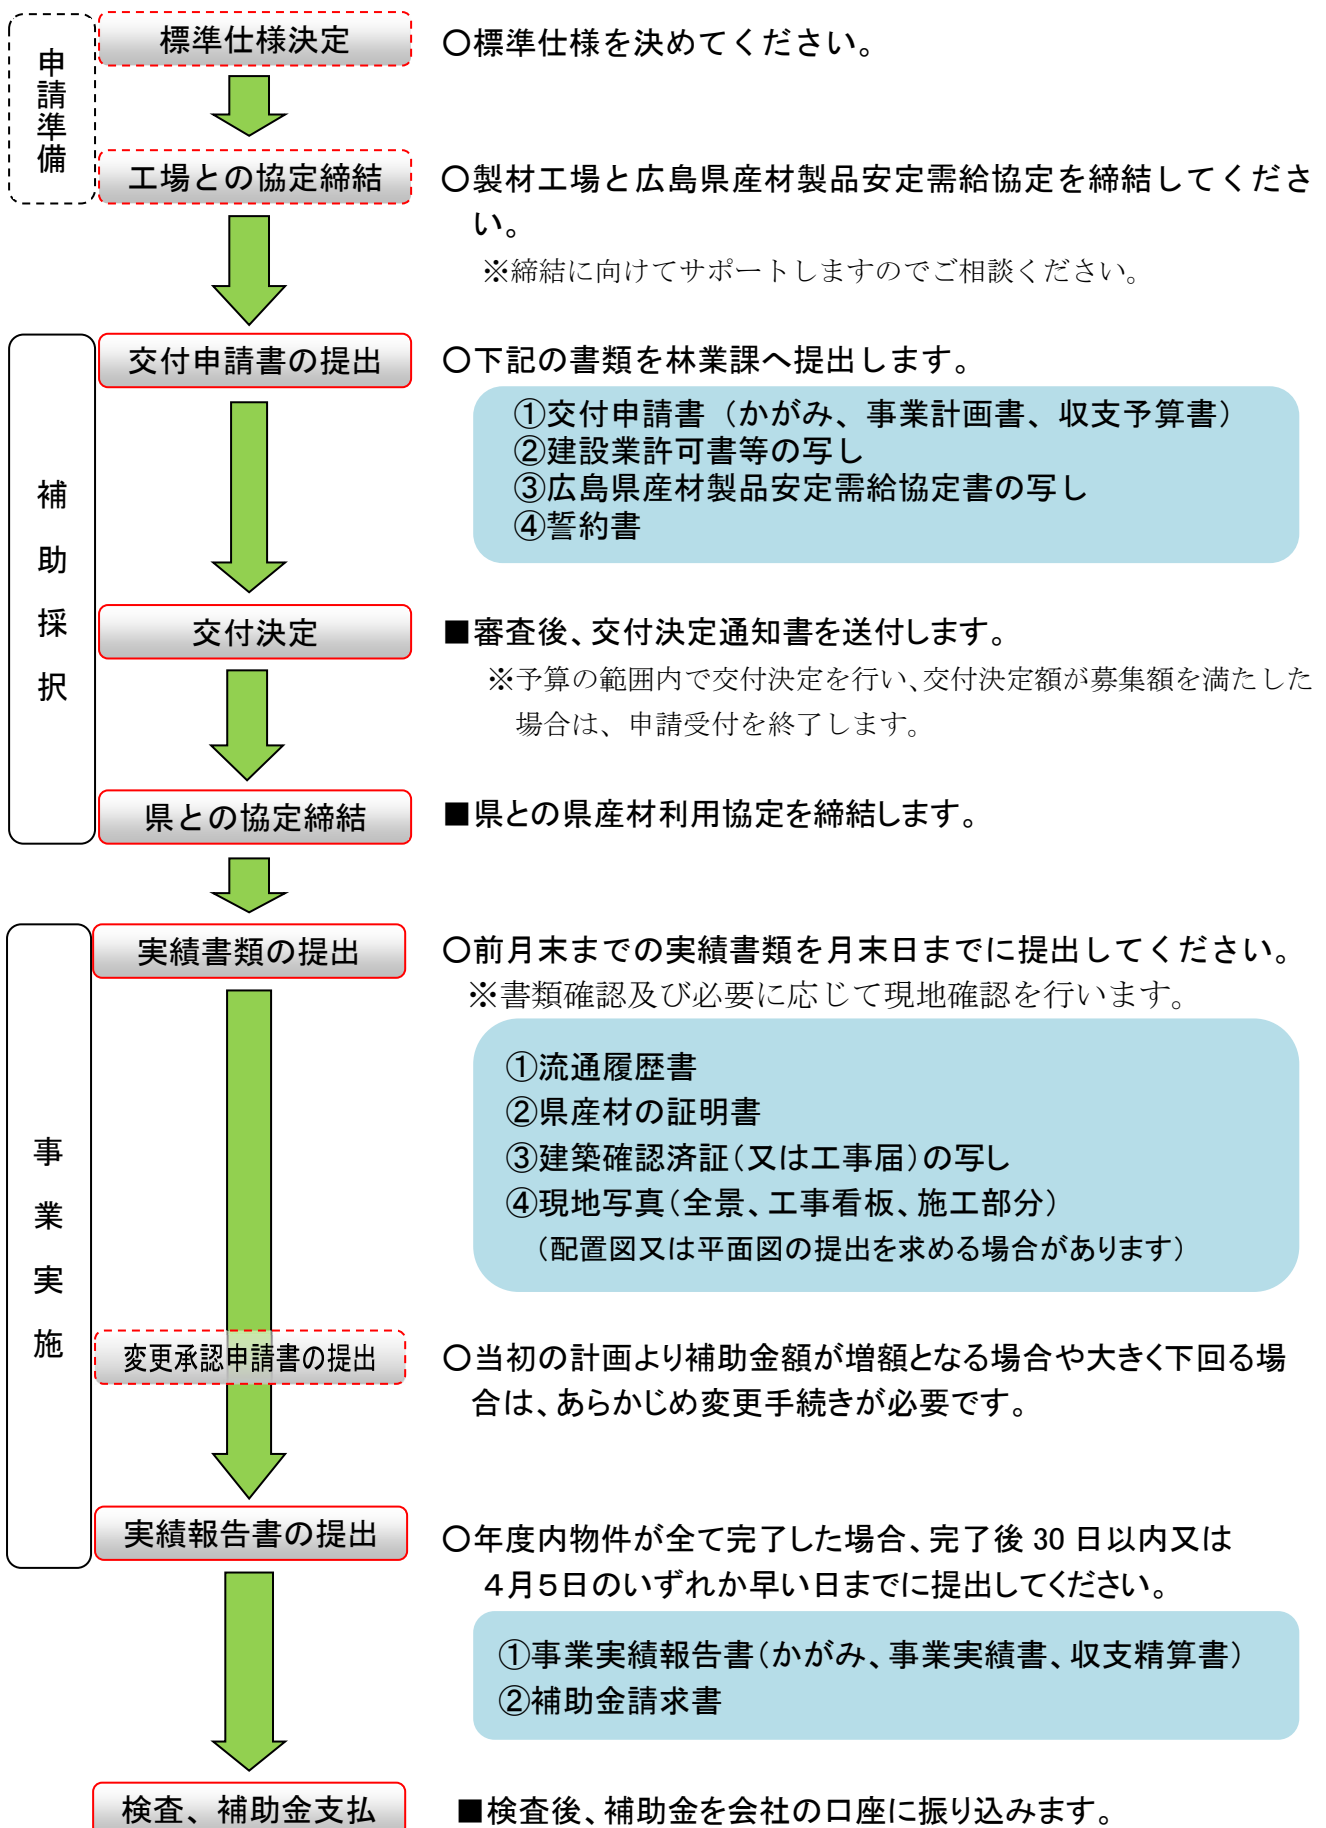 申請準備
標準仕様決定
〇標準仕様を決めてください。
工場との協定締結
〇製材工場と広島県産材製品安定需給協定を締結してくださ
い。
※締結に向けてサポートしますのでご相談ください。
補助採択
交付申請書の提出
〇下記の書類を林業課へ提出します。
①交付申請書（かがみ、事業計画書、収支予算書）
②建設業許可書等の写し
③広島県産材製品安定需給協定書の写し
④誓約書
交付決定
■審査後、交付決定通知書を送付します。
※予算の範囲内で交付決定を行い、交付決定額が募集額を満たした
場合は、申請受付を終了します。
県との協定締結
■県との県産材利用協定を締結します。
事業実施
実績書類の提出
〇前月末までの実績書類を月末日までに提出してください。
※書類確認及び必要に応じて現地確認を行います。
①流通履歴書
②県産材の証明書
③建築確認済証（又は工事届）の写し
④現地写真（全景、工事看板、施工部分）
（配置図又は平面図の提出を求める場合があります）
変更承認申請書の提出
〇当初の計画より補助金額が増額となる場合や大きく下回る場
合は、あらかじめ変更手続きが必要です。
実績報告書の提出
〇年度内物件が全て完了した場合、完了後 30 日以内又は
４月５日のいずれか早い日までに提出してください。
①事業実績報告書（かがみ、事業実績書、収支精算書）
②補助金請求書
検査、補助金支払
■検査後、補助金を会社の口座に振り込みます。